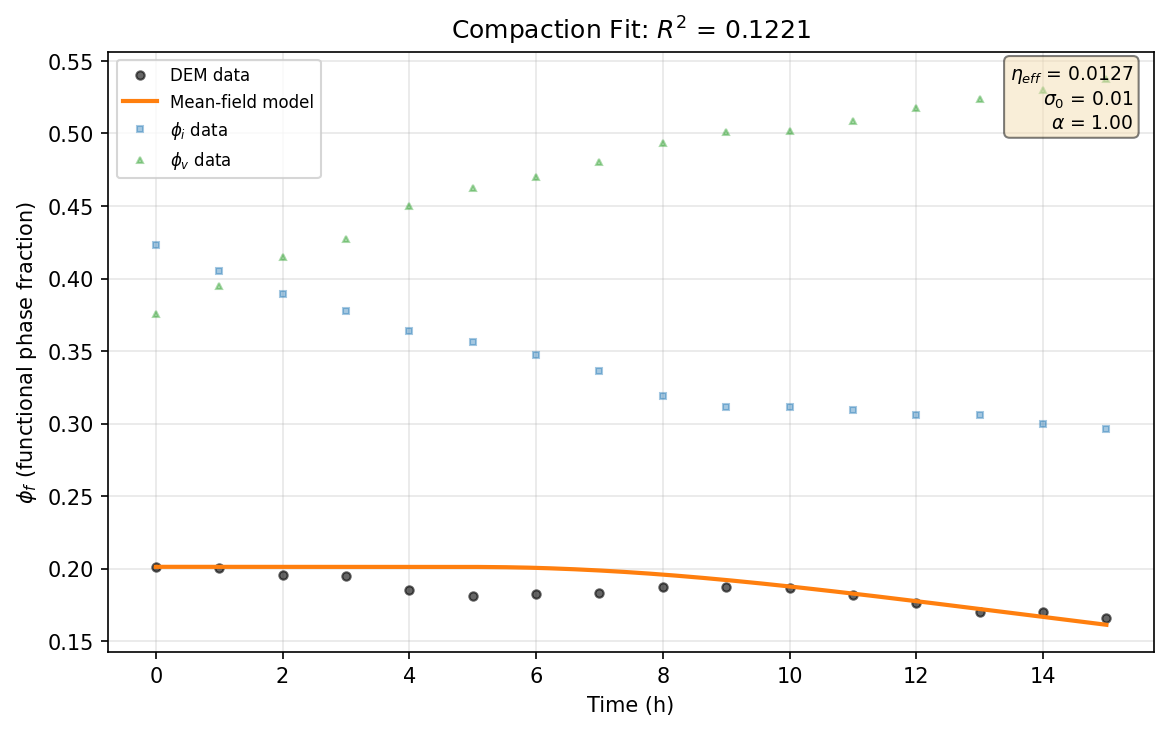 Compaction Fit: R² = 0.1221
DEM data
Mean-field model
ϕᵢ data
ϕᵥ data
η_eff = 0.0127
σ₀ = 0.01
α = 1.00
ϕ_f (functional phase fraction)
0.55
0.50
0.45
0.40
0.35
0.30
0.25
0.20
0.15
0 2 4 6 8 10 12 14
Time (h)